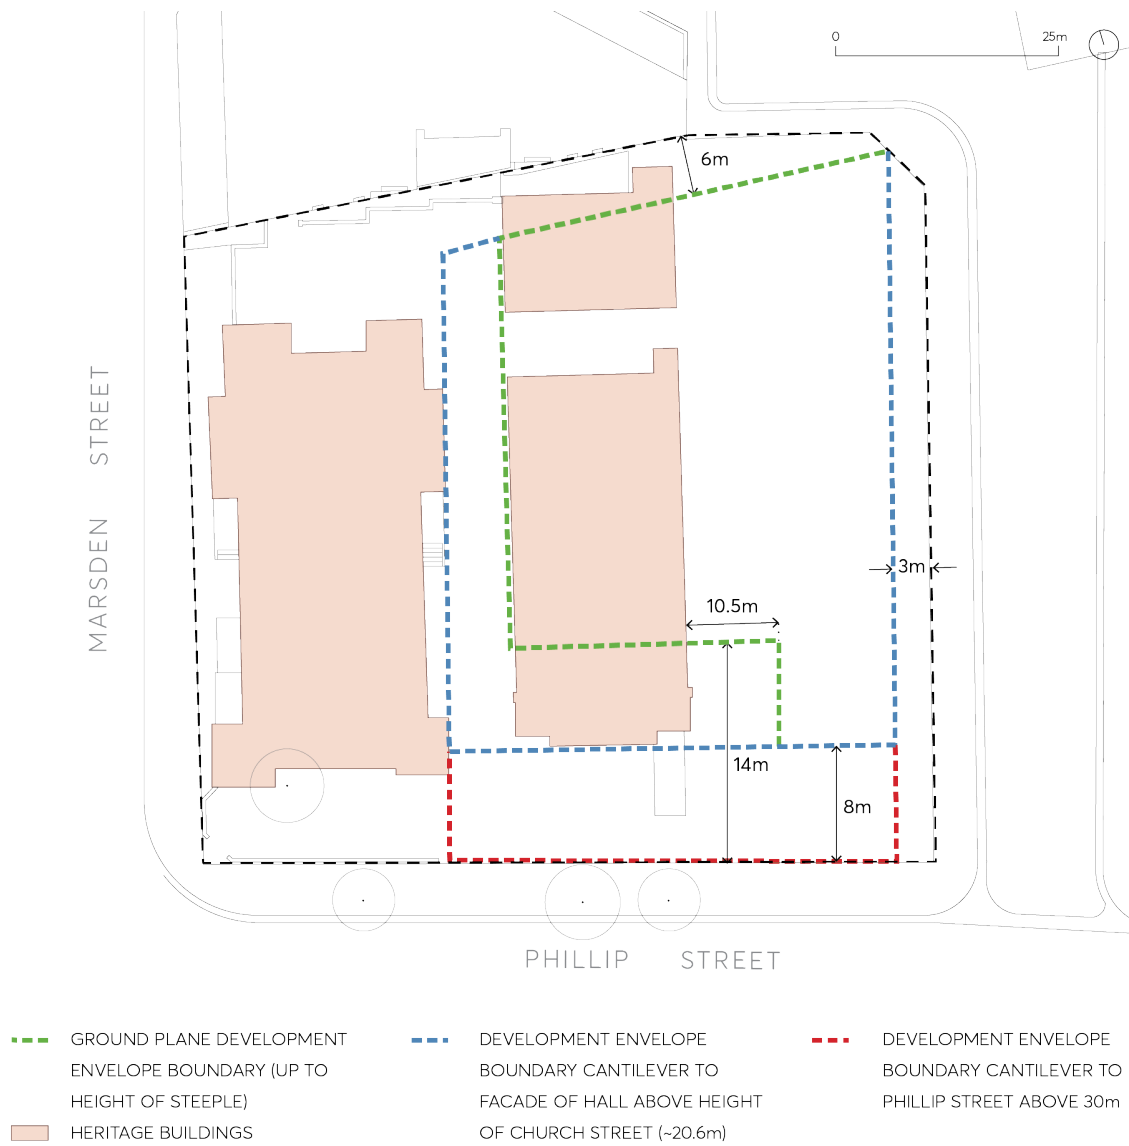 0 25m
6m
MARSDEN STREET
3m
10.5m
14m
8m
PHILLIP STREET
GROUND PLANE DEVELOPMENT
ENVELOPE BOUNDARY (UP TO
HEIGHT OF STEEPLE)
HERITAGE BUILDINGS
DEVELOPMENT ENVELOPE
BOUNDARY CANTILEVER TO
FACADE OF HALL ABOVE HEIGHT
OF CHURCH STREET (~20.6m)
DEVELOPMENT ENVELOPE
BOUNDARY CANTILEVER TO
PHILLIP STREET ABOVE 30m